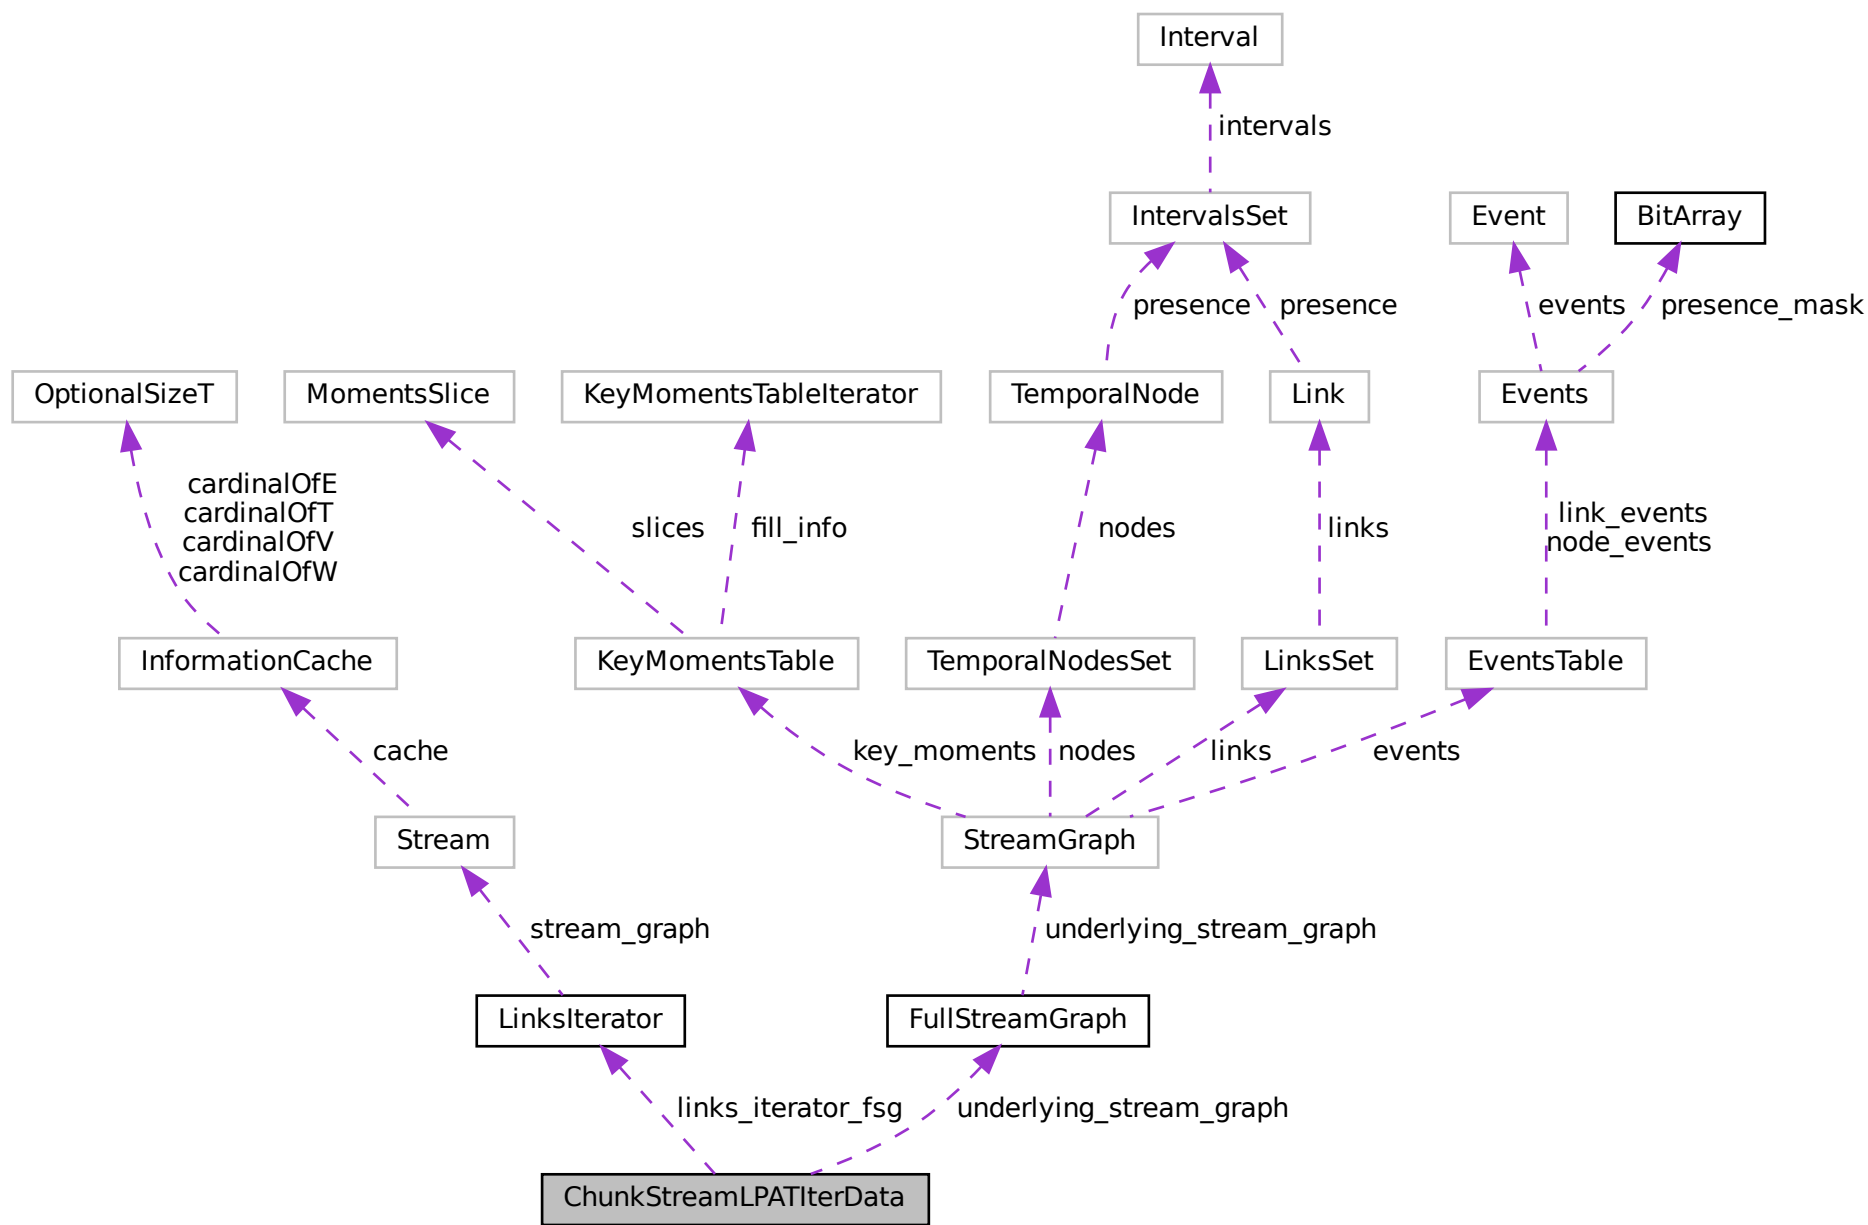 Interval
intervals
IntervalsSet
Event
BitArray
presence
presence
events
presence_mask
OptionalSizeT
MomentsSlice
KeyMomentsTableIterator
TemporalNode
Link
Events
cardinalOfE
cardinalOfT
cardinalOfV
cardinalOfW
slices
fill_info
nodes
links
link_events
node_events
InformationCache
KeyMomentsTable
TemporalNodesSet
LinksSet
EventsTable
cache
key_moments
nodes
links
events
Stream
StreamGraph
stream_graph
underlying_stream_graph
LinksIterator
FullStreamGraph
links_iterator_fsg
underlying_stream_graph
ChunkStreamLPATIterData